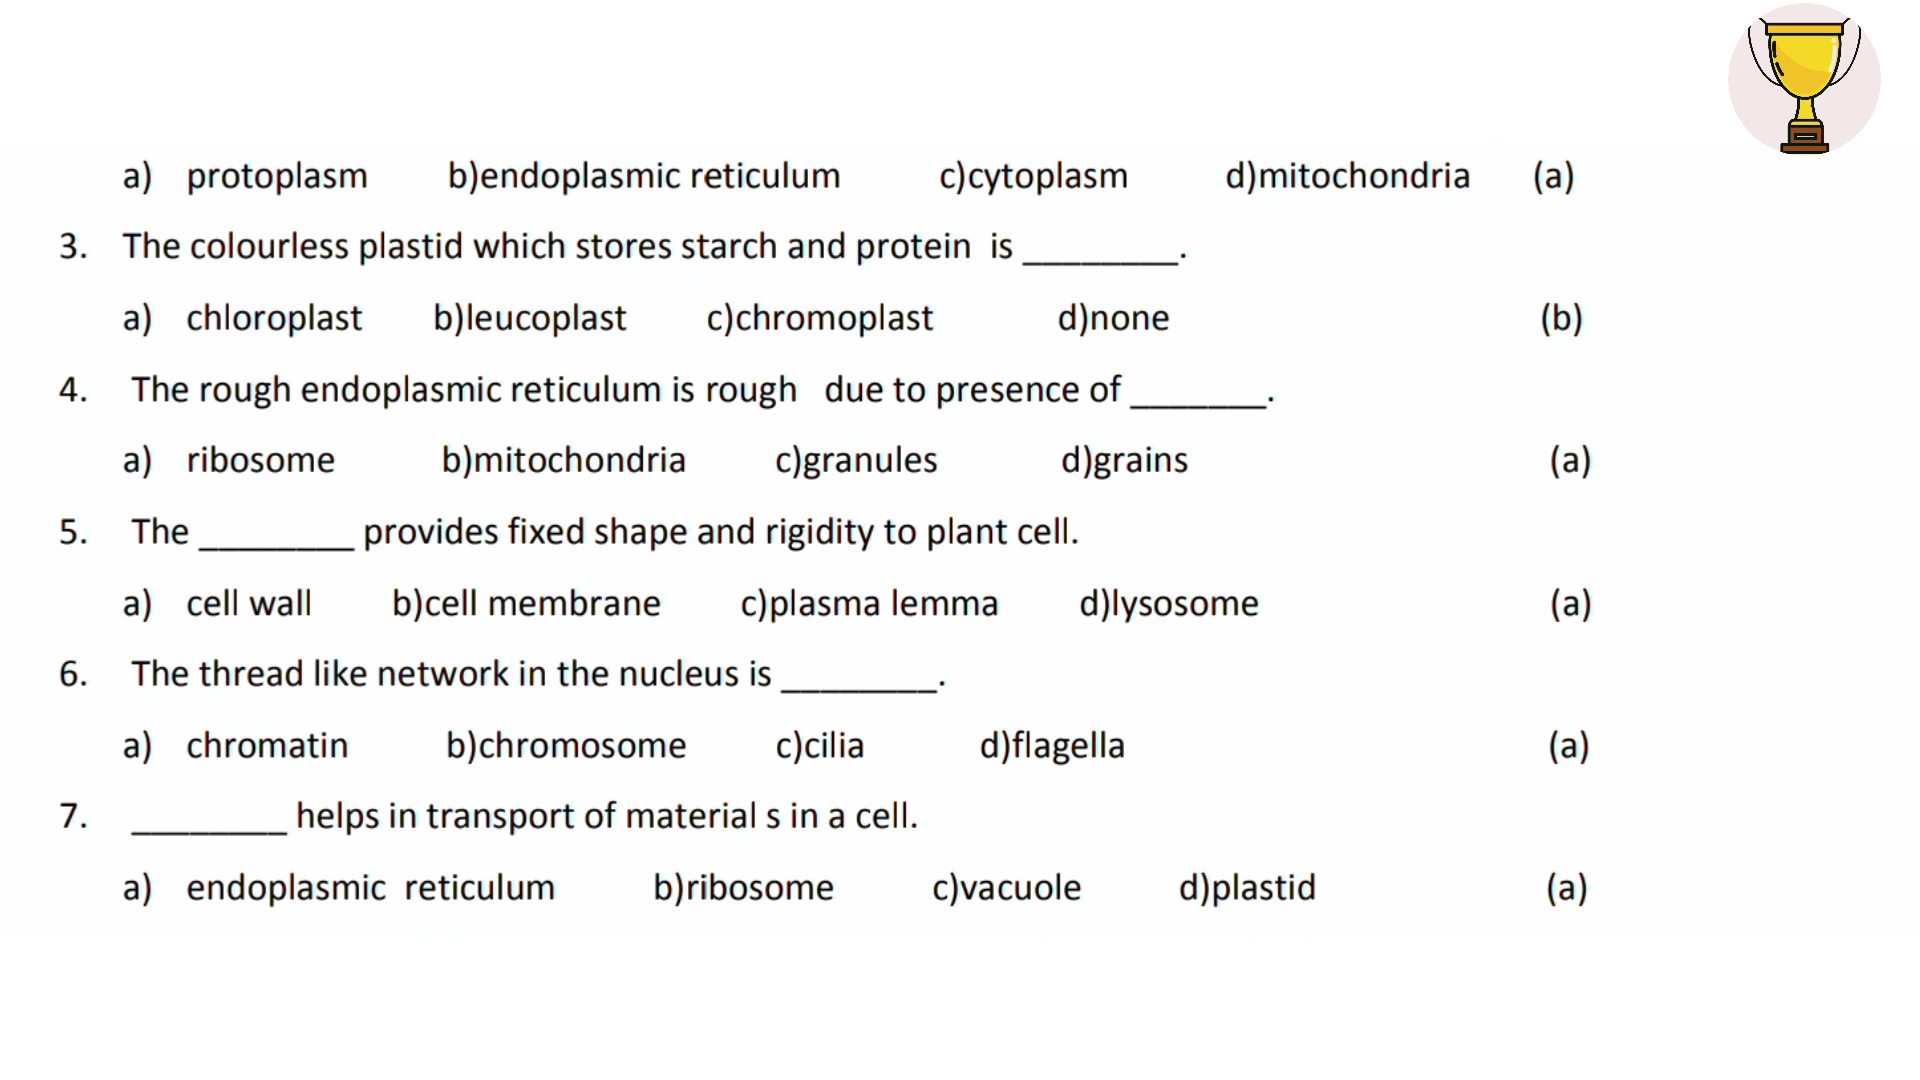 a) protoplasm b)endoplasmic reticulum c)cytoplasm d)mitochondria (a)
3. The colourless plastid which stores starch and protein is ________.
a) chloroplast b)leucoplast c)chromoplast d)none (b)
4. The rough endoplasmic reticulum is rough due to presence of _______.
a) ribosome b)mitochondria c)granules d)grains (a)
5. The ________ provides fixed shape and rigidity to plant cell.
a) cell wall b)cell membrane c)plasma lemma d)lysosome (a)
6. The thread like network in the nucleus is ________.
a) chromatin b)chromosome c)cilia d)flagella (a)
7. ________ helps in transport of material s in a cell.
a) endoplasmic reticulum b)ribosome c)vacuole d)plastid (a)